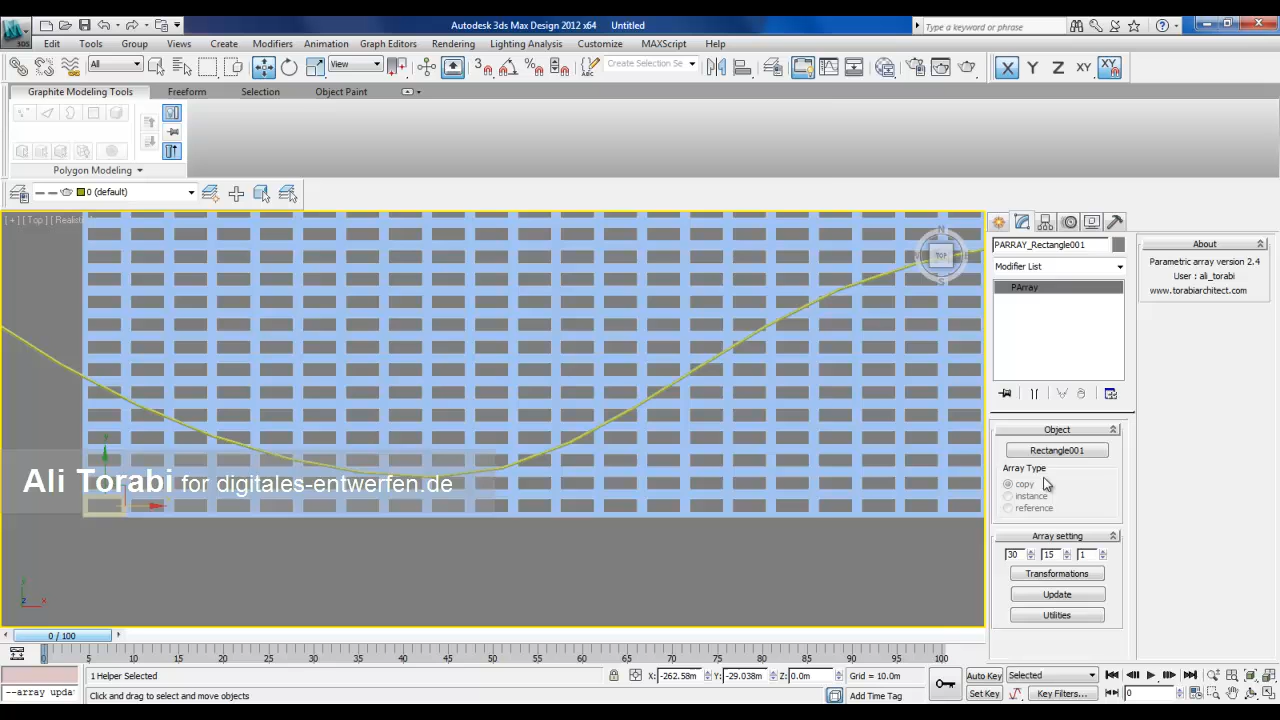 Autodesk 3ds Max Design 2012 x64 Untitled
Type a keyword or phrase
Edit Tools Group Views Create Modifiers Animation Graph Editors Rendering Lighting Analysis Customize MAXScript Help
All View Create Selection Se X Y Z XY XY
Graphite Modeling Tools Freeform Selection Object Paint
Polygon Modeling
0 (default)
[ + ] [ Top ] [ Realis
N
TOP
S
PARRAY_Rectangle001
Modifier List
PArray
About
Parametric array version 2.4
User : ali_torabi
www.torabiarchitect.com
Object
Rectangle001
Array Type
copy
instance
reference
Array setting
30 15 1
Transformations
Update
Utilities
Ali Torabi for digitales-entwerfen.de
y
z x
0 / 100
0 5 10 15 20 25 30 35 40 45 50 55 60 65 70 75 80 85 90 95 100
1 Helper Selected X: -262.58m Y: -29.038m Z: 0.0m Grid = 10.0m Auto Key Selected
--array upda Click and drag to select and move objects Add Time Tag Set Key Key Filters... 0